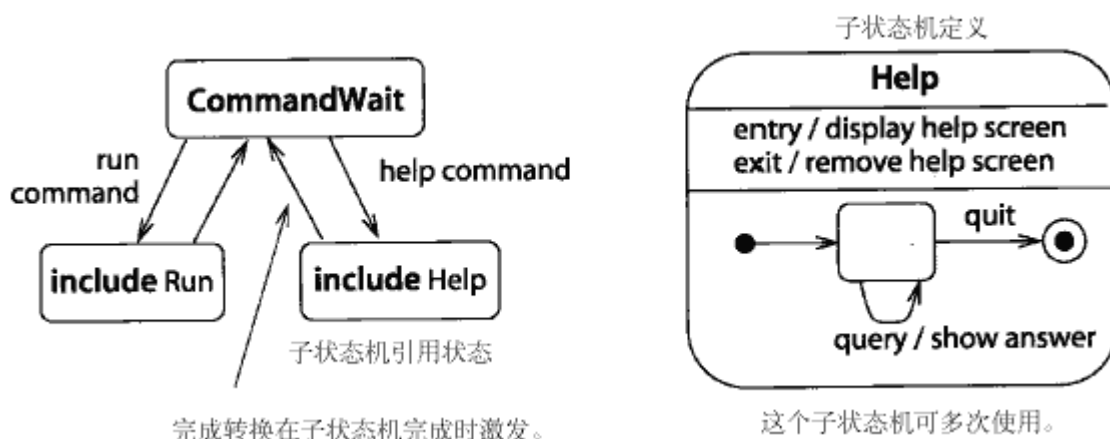 CommandWait
run
command
help command
include Run
include Help
子状态机引用状态
完成转换在子状态机完成时激发。
子状态机定义
Help
entry / display help screen
exit / remove help screen
quit
query / show answer
这个子状态机可多次使用。